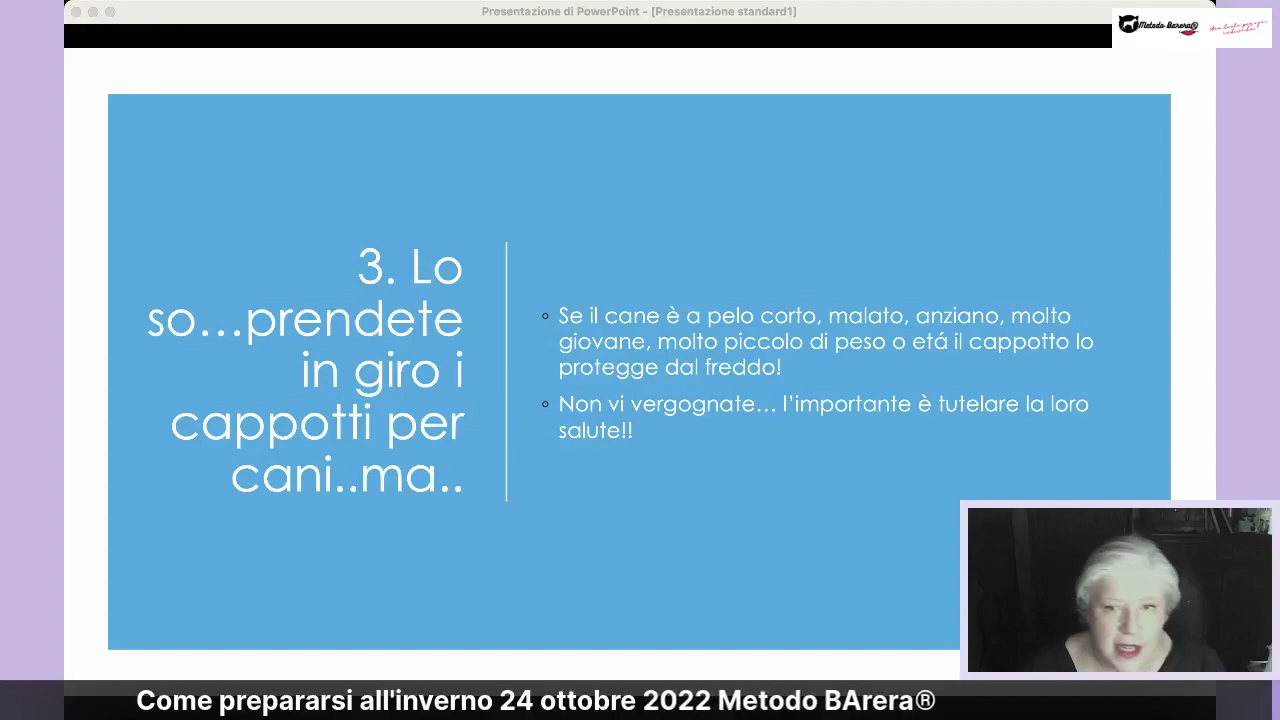 Presentazione di PowerPoint - [Presentazione standard1]
Metodo BArera®
3. Lo
so...prendete
in giro i
cappotti per
cani..ma..
◦ Se il cane è a pelo corto, malato, anziano, molto
giovane, molto piccolo di peso o etá il cappotto lo
protegge dal freddo!
◦ Non vi vergognate... l'importante è tutelare la loro
salute!!
Come prepararsi all'inverno 24 ottobre 2022 Metodo BArera®